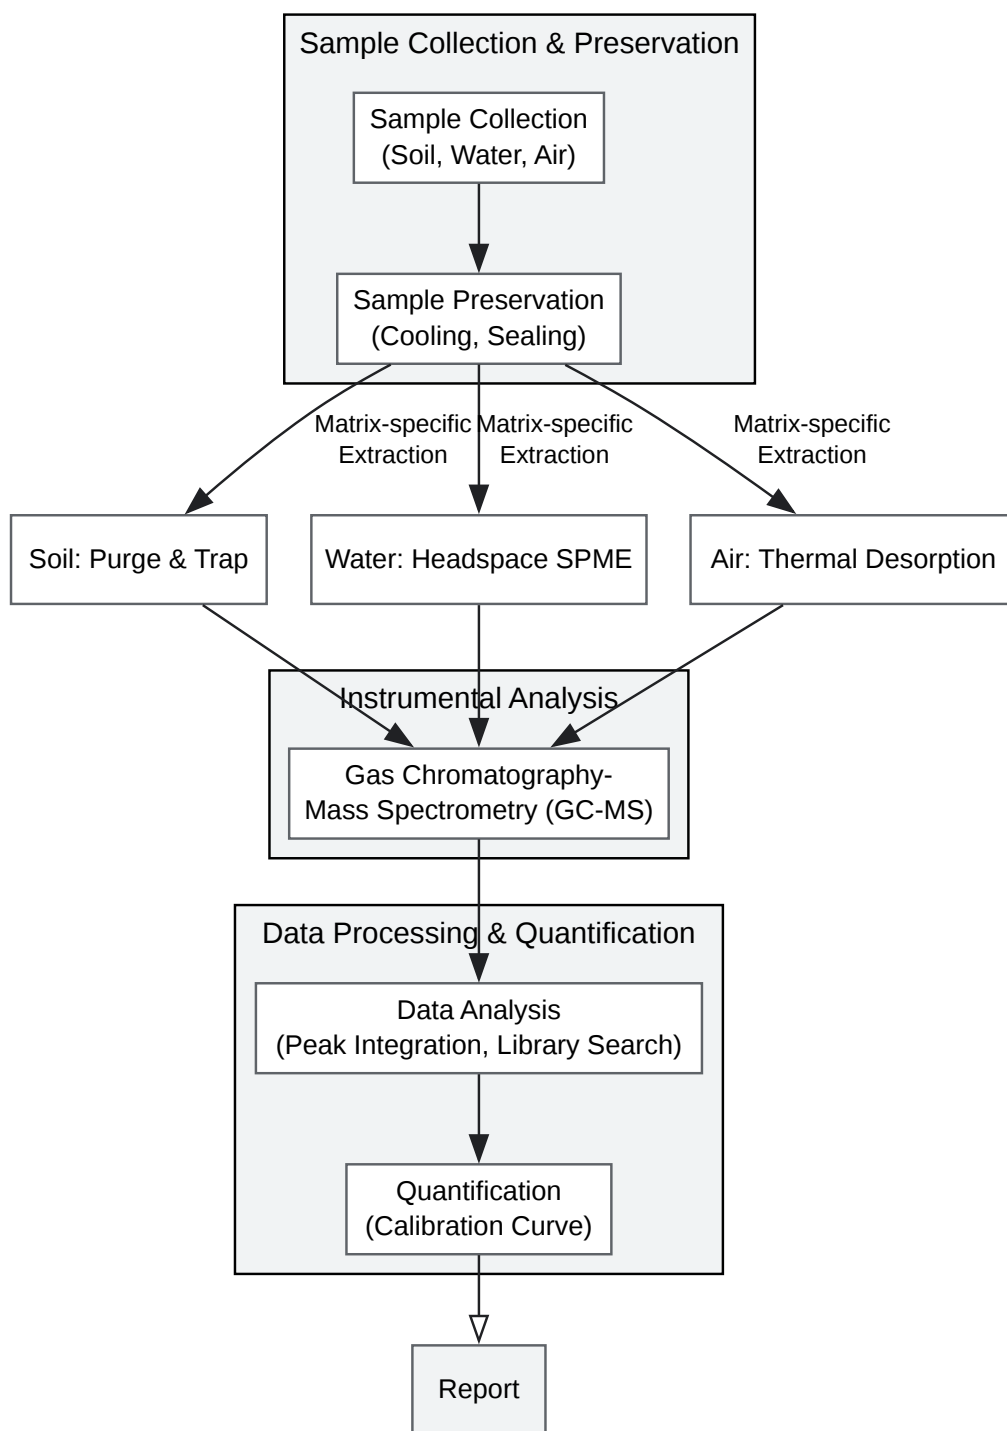 Sample Collection & Preservation
Sample Collection
(Soil, Water, Air)
Sample Preservation
(Cooling, Sealing)
Matrix-specific
Extraction
Matrix-specific
Extraction
Matrix-specific
Extraction
Soil: Purge & Trap
Water: Headspace SPME
Air: Thermal Desorption
Instrumental Analysis
Gas Chromatography-
Mass Spectrometry (GC-MS)
Data Processing & Quantification
Data Analysis
(Peak Integration, Library Search)
Quantification
(Calibration Curve)
Report